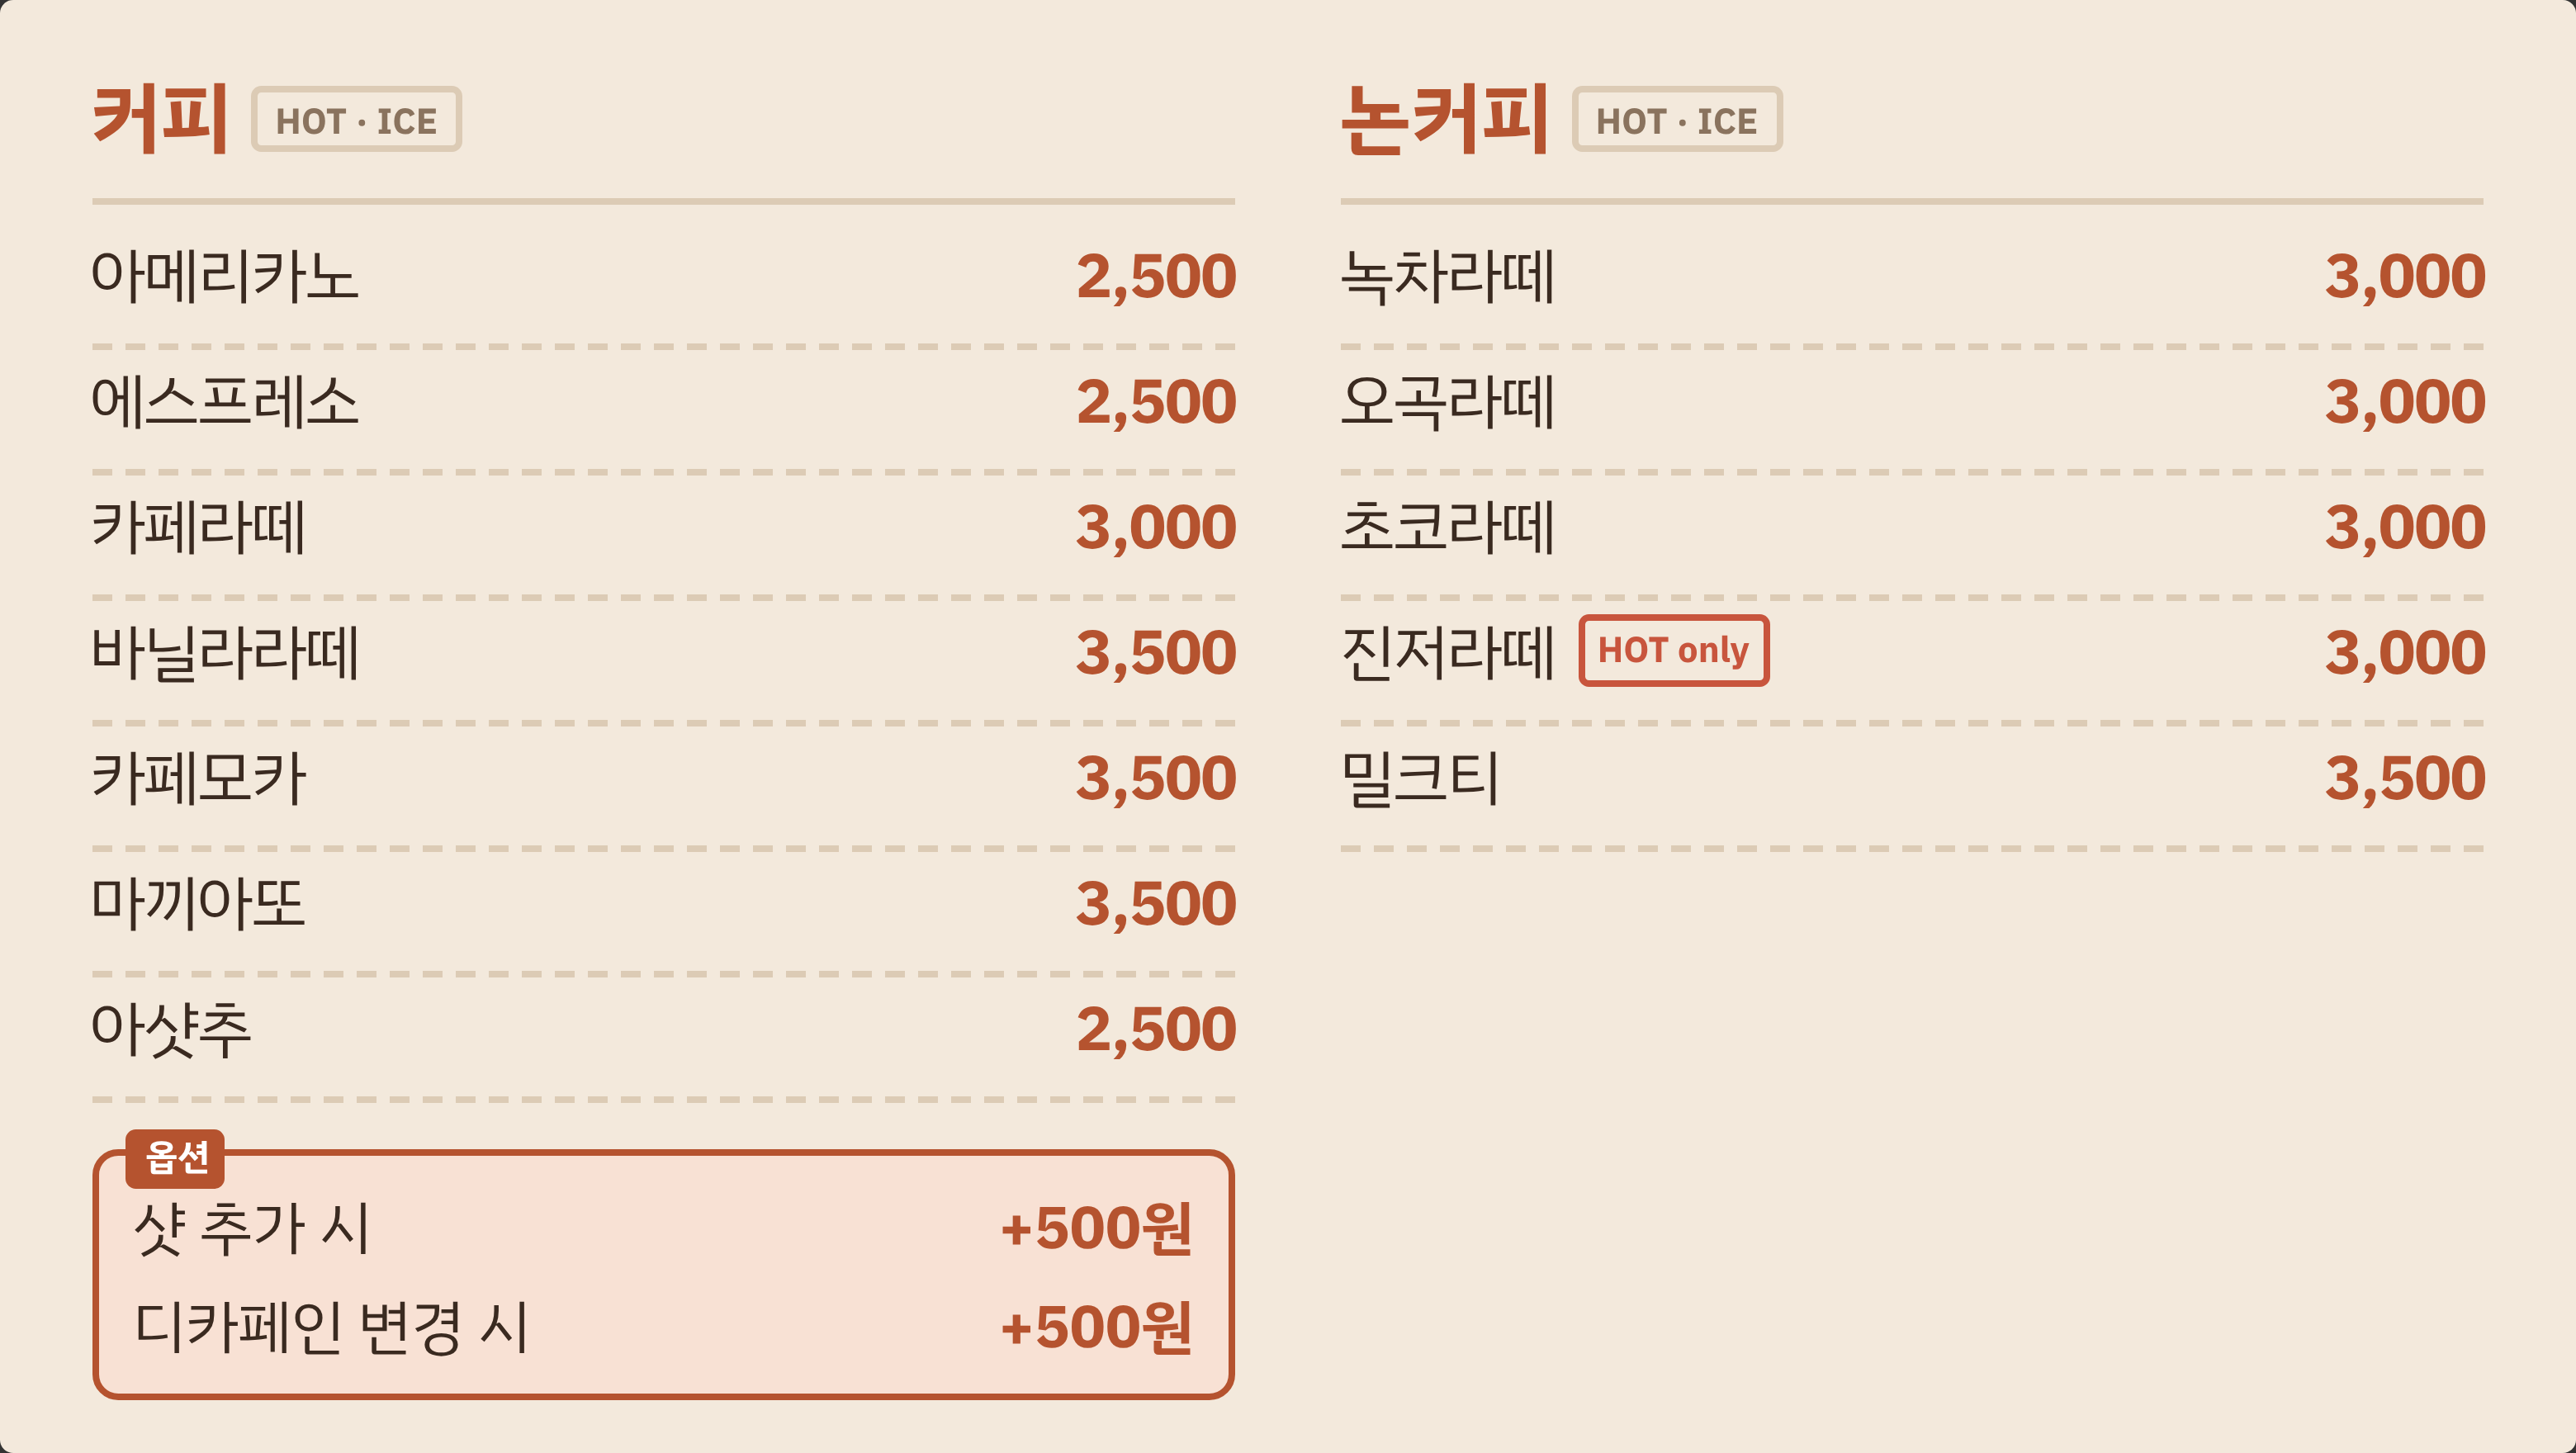 커피 HOT · ICE
아메리카노 2,500
에스프레소 2,500
카페라떼 3,000
바닐라라떼 3,500
카페모카 3,500
마끼아또 3,500
아샷추 2,500
옵션
샷 추가 시 +500원
디카페인 변경 시 +500원
논커피 HOT · ICE
녹차라떼 3,000
오곡라떼 3,000
초코라떼 3,000
진저라떼 HOT only 3,000
밀크티 3,500